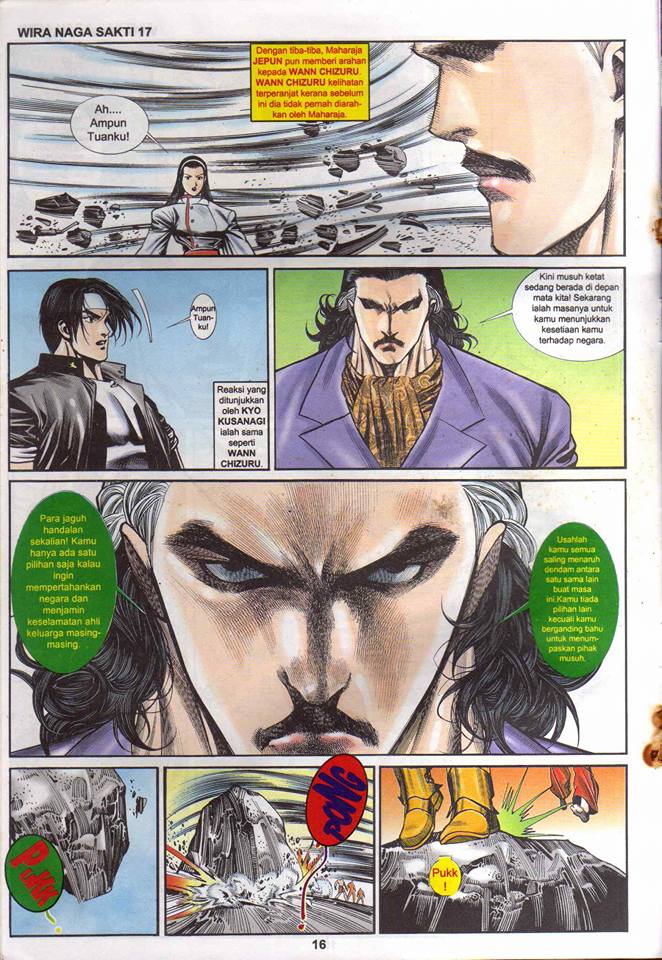 WIRA NAGA SAKTI 17
Dengan tiba-tiba, Maharaja
JEPUN pun memberi arahan
kepada WANN CHIZURU.
WANN CHIZURU kelihatan
terperanjat kerana sebelum
ini dia tidak pernah diarah-
kan oleh Maharaja.
Ah....
Ampun
Tuanku!
Ampun
Tuan-
ku!
Reaksi yang
ditunjukkan
oleh KYO
KUSANAGI
ialah sama
seperti
WANN
CHIZURU.
Kini musuh ketat
sedang berada di depan
mata kita! Sekarang
ialah masanya untuk
kamu menunjukkan
kesetiaan kamu
terhadap negara.
Para jaguh
handalan
sekalian! Kamu
hanya ada satu
pilihan saja kalau
ingin
mempertahankan
negara dan
menjamin
keselamatan ahli
keluarga masing-
masing.
Usahlah
kamu semua
saling menaruh
dendam antara
satu sama lain
buat masa
ini.Kamu tiada
pilihan lain
kecuali kamu
berganding bahu
untuk menum-
paskan pihak
musuh.
PUKK
PONG
Pukk
!
16